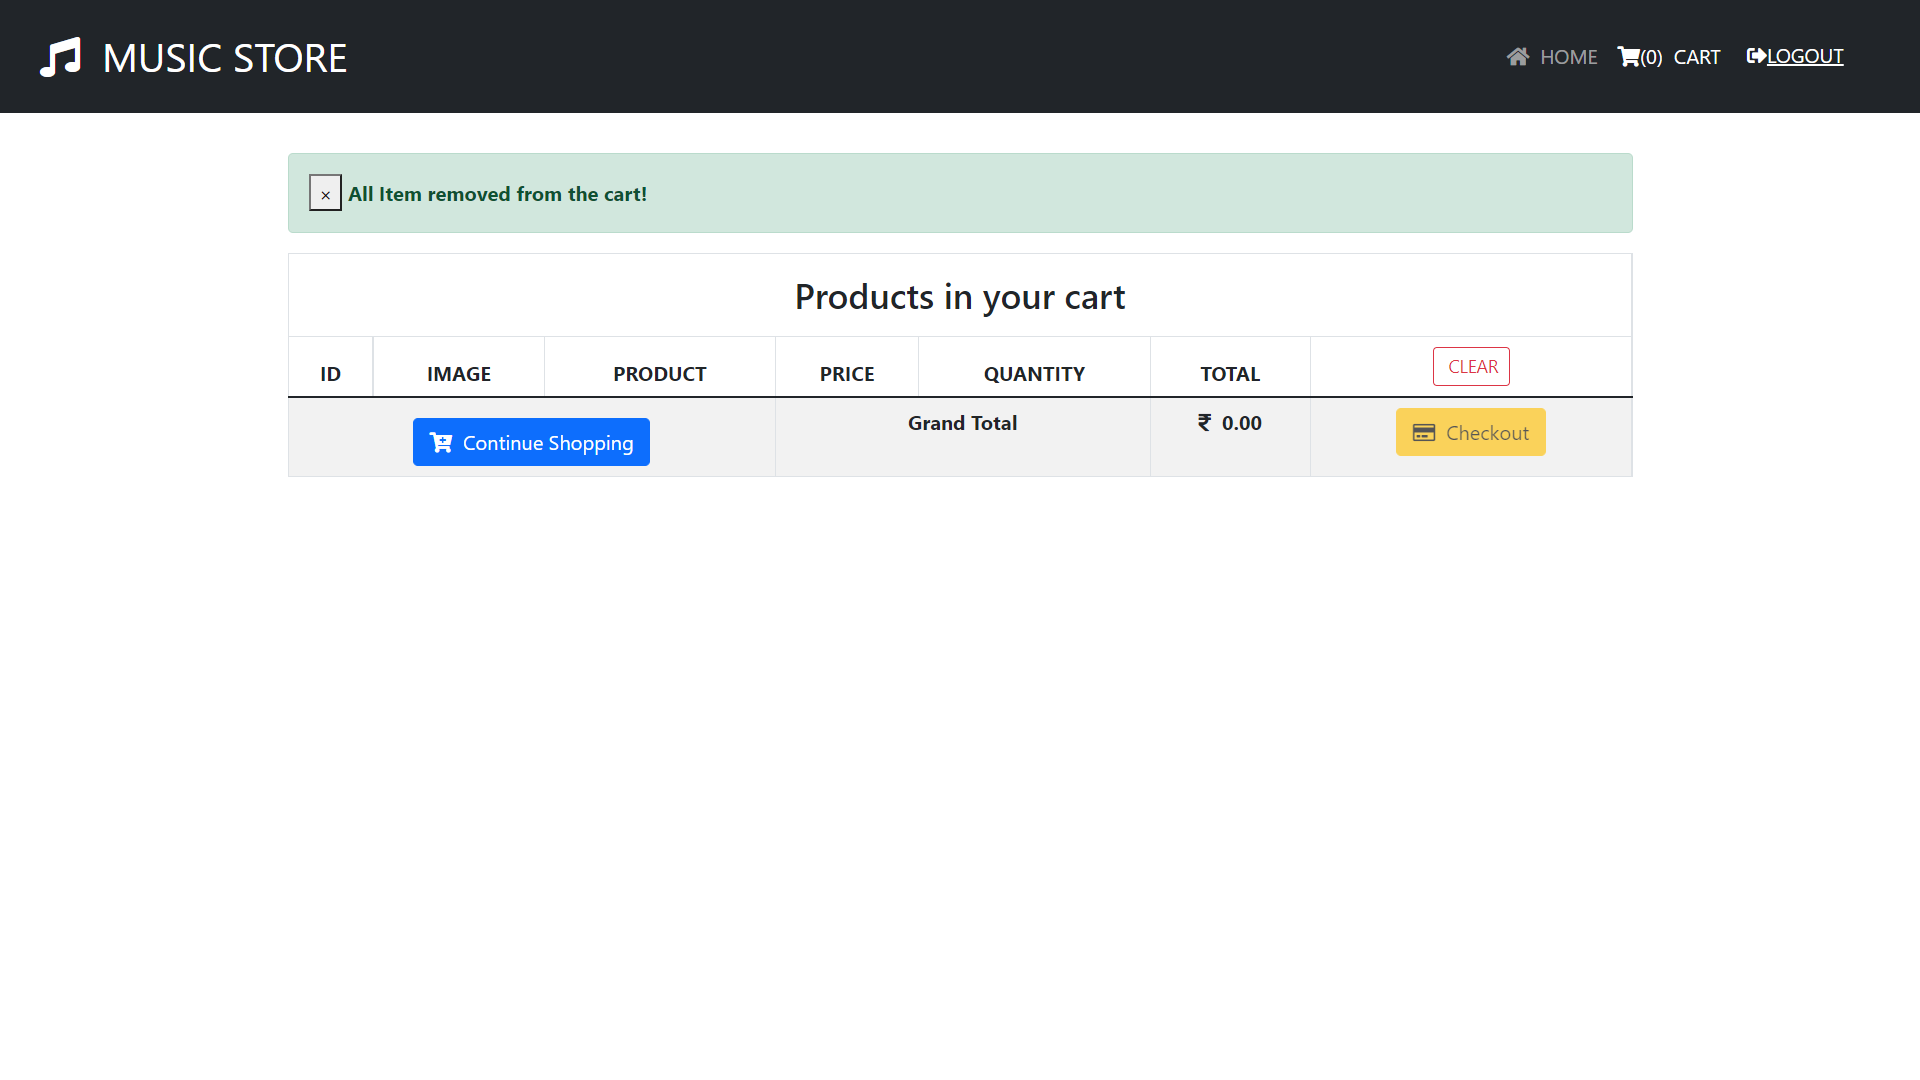 MUSIC STORE
HOME (0) CART LOGOUT
× All Item removed from the cart!
Products in your cart
ID IMAGE PRODUCT PRICE QUANTITY TOTAL CLEAR
Continue Shopping Grand Total ₹ 0.00 Checkout